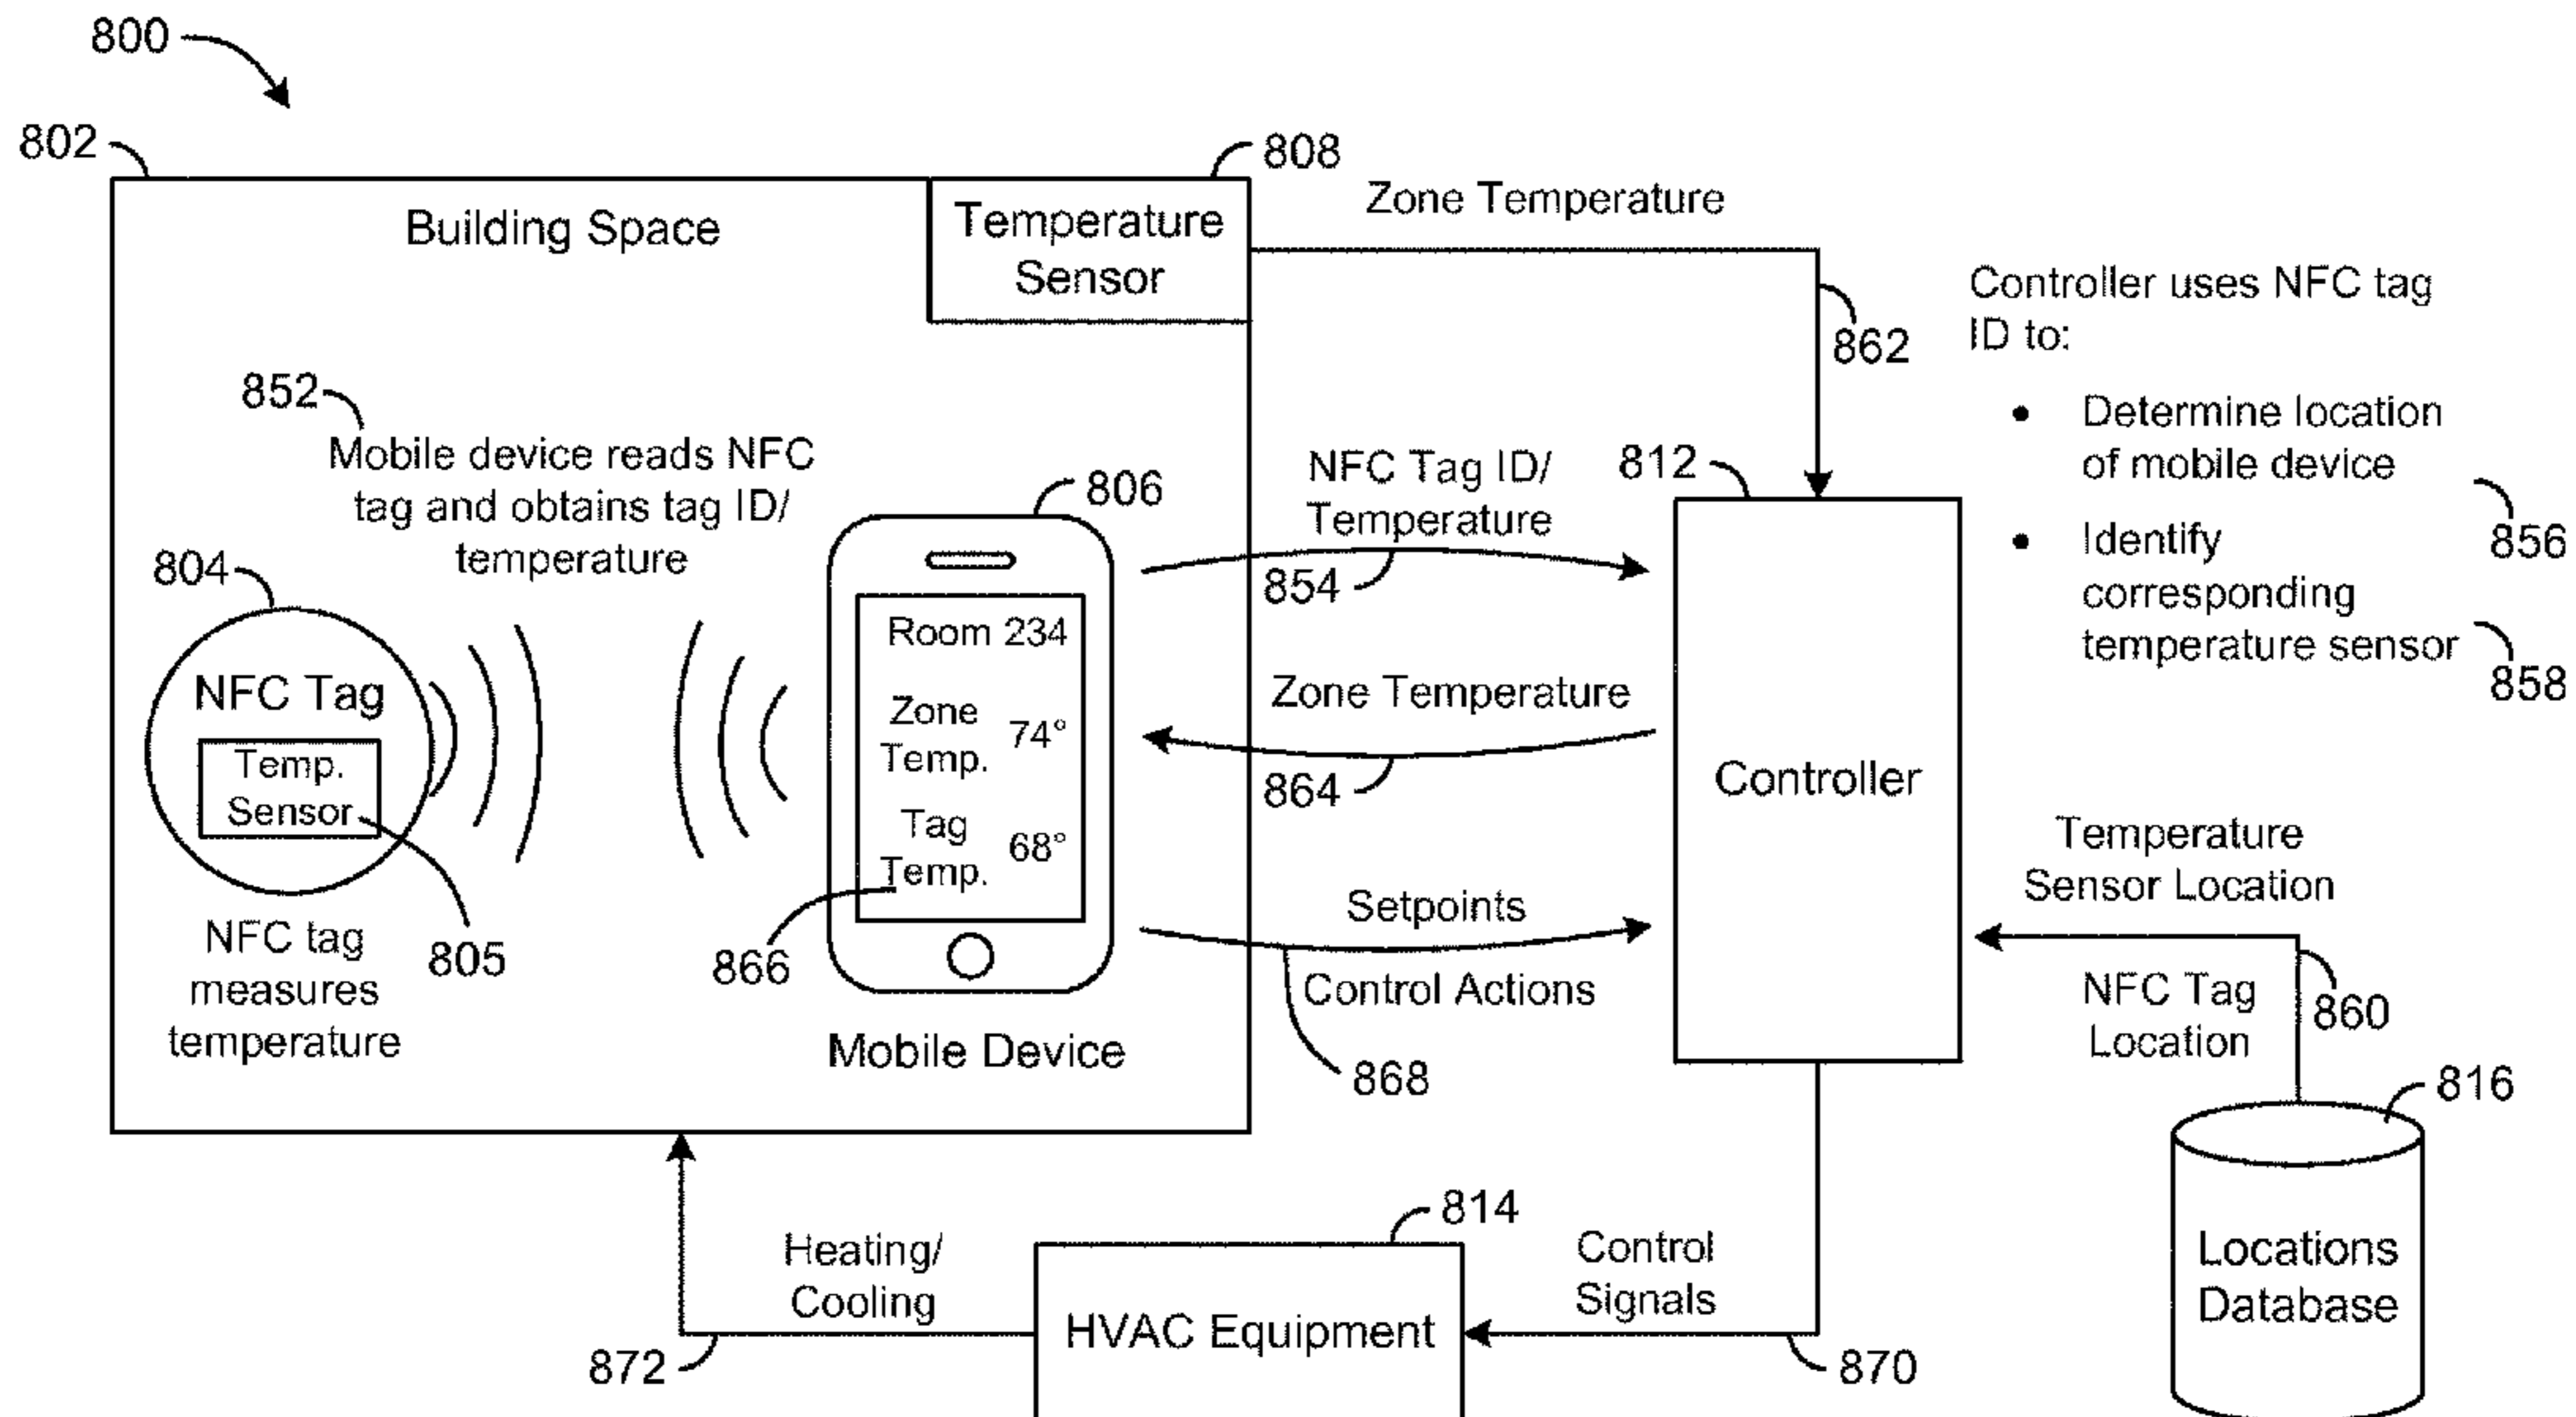 800
802
808
Building Space
Temperature
Sensor
Zone Temperature
862
Controller uses NFC tag
ID to:
• Determine location
of mobile device
856
• Identify
corresponding
temperature sensor
858
852
Mobile device reads NFC
tag and obtains tag ID/
temperature
804
NFC Tag
Temp.
Sensor
805
NFC tag
measures
temperature
806
Room 234
Zone
Temp.
74°
Tag
Temp.
68°
866
Mobile Device
NFC Tag ID/
Temperature
854
Zone Temperature
864
Setpoints
Control Actions
868
812
Controller
Temperature
Sensor Location
NFC Tag
Location
860
816
Locations
Database
814
HVAC Equipment
Heating/
Cooling
872
Control
Signals
870